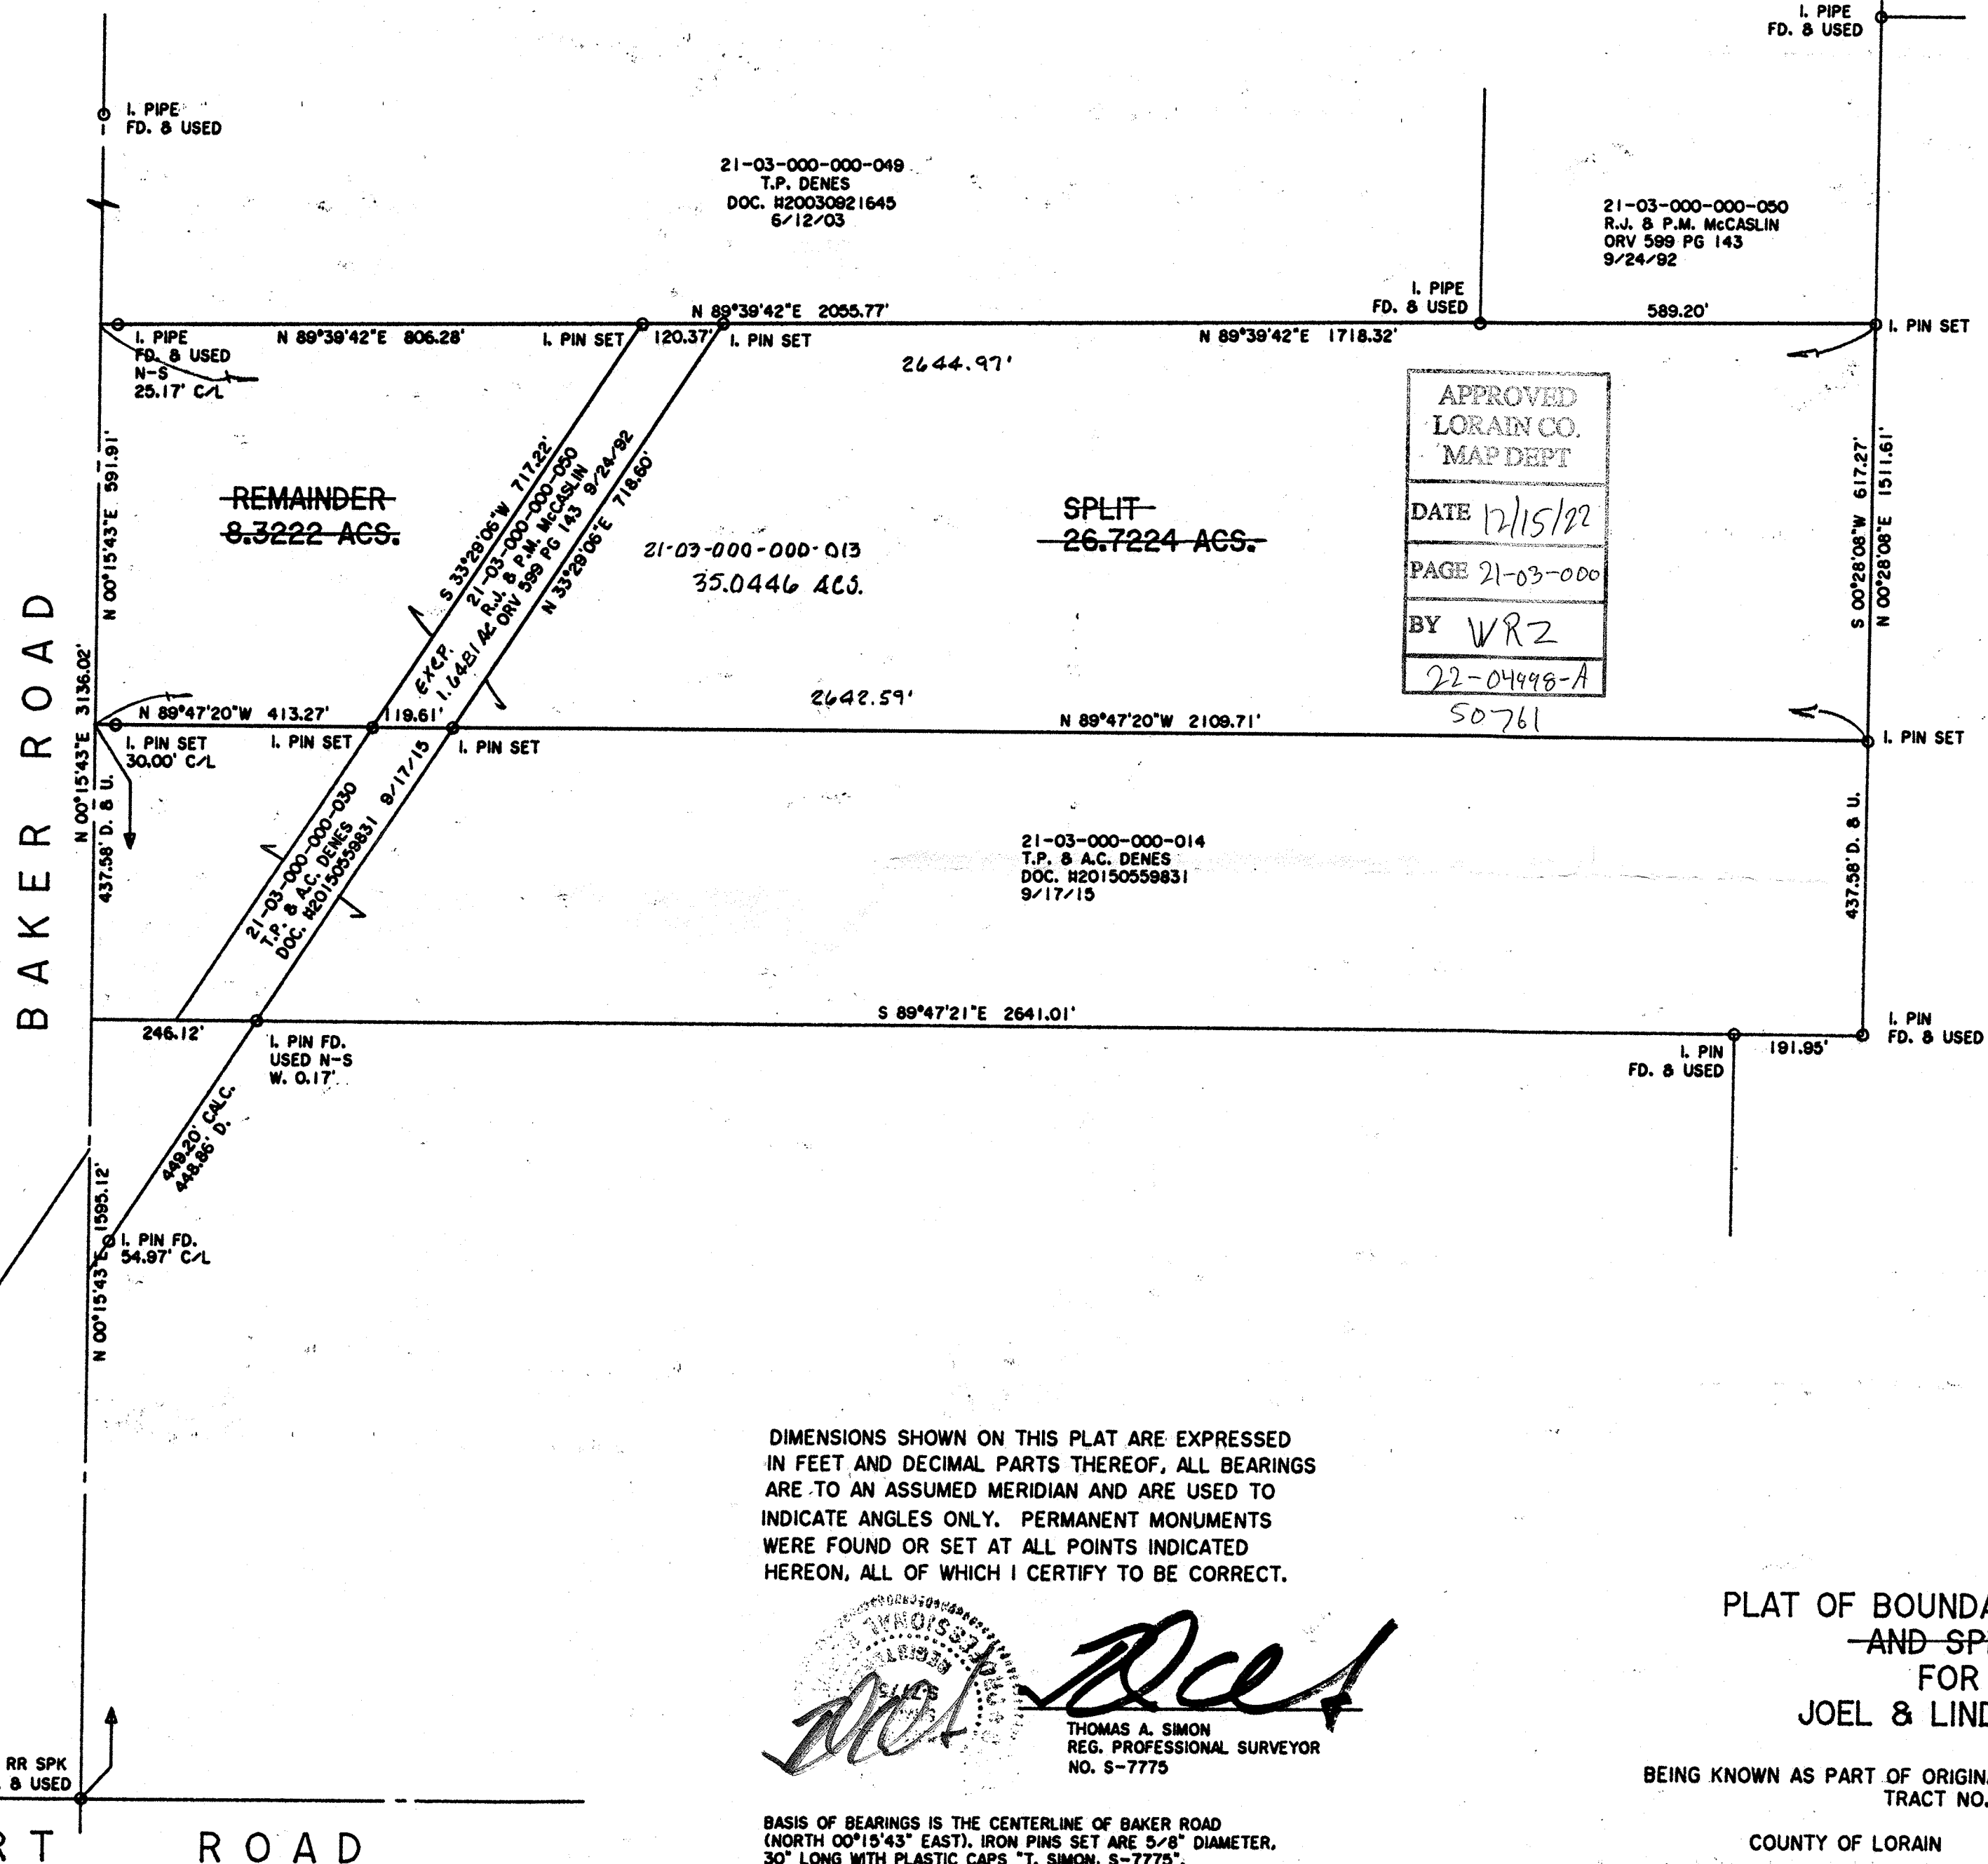 I. PIPE
FD. & USED
I. PIPE
FD. & USED
21-03-000-000-049
T.P. DENES
DOC. #20030921645
6/12/03
21-03-000-000-050
R.J. & P.M. McCASLIN
ORV 599 PG 143
9/24/92
I. PIPE
FD. & USED
N 89°39'42"E 2055.77'
589.20'
I. PIPE
FD. & USED
N-S
25.17' C/L
N 89°39'42"E 806.28'
I. PIN SET
120.37'
I. PIN SET
N 89°39'42"E 1718.32'
I. PIN SET
2644.97'
APPROVED
LORAIN CO.
MAP DEPT
DATE 12/15/22
PAGE 21-03-000
BY WRZ
22-04998-A
50761
N 00°15'43"E 591.91'
REMAINDER
8.3222 ACS.
S 33°29'06"W 717.22'
21-03-000-000-050
R.J. & P.M. McCASLIN
ORV 599 PG 143 9/24/92
EXCP. 1.6481 AC
N 33°29'06"E 718.60'
21-03-000-000-013
35.0446 ACS.
SPLIT
26.7224 ACS.
S 00°28'08"W 617.27'
N 00°28'08"E 1511.61'
BAKER ROAD
N 00°15'43"E 3136.02'
N 89°47'20"W 413.27'
119.61'
2642.59'
N 89°47'20"W 2109.71'
I. PIN SET
30.00' C/L
I. PIN SET
I. PIN SET
I. PIN SET
437.58' D. & U.
21-03-000-000-030
T.P. & A.C. DENES
DOC. #20150559831 9/17/15
21-03-000-000-014
T.P. & A.C. DENES
DOC. #20150559831
9/17/15
437.58' D. & U.
246.12'
S 89°47'21"E 2641.01'
I. PIN FD.
USED N-S
W. 0.17'
I. PIN
FD. & USED
191.95'
I. PIN
FD. & USED
449.20' CALC.
448.86' D.
N 00°15'43"E 1595.12'
I. PIN FD.
54.97' C/L
DIMENSIONS SHOWN ON THIS PLAT ARE EXPRESSED
IN FEET AND DECIMAL PARTS THEREOF, ALL BEARINGS
ARE TO AN ASSUMED MERIDIAN AND ARE USED TO
INDICATE ANGLES ONLY. PERMANENT MONUMENTS
WERE FOUND OR SET AT ALL POINTS INDICATED
HEREON, ALL OF WHICH I CERTIFY TO BE CORRECT.
THOMAS A. SIMON
REG. PROFESSIONAL SURVEYOR
NO. S-7775
BASIS OF BEARINGS IS THE CENTERLINE OF BAKER ROAD
(NORTH 00°15'43" EAST). IRON PINS SET ARE 5/8" DIAMETER,
30" LONG WITH PLASTIC CAPS "T. SIMON, S-7775".
PLAT OF BOUNDA
AND SP
FOR
JOEL & LIND
BEING KNOWN AS PART OF ORIGIN
TRACT NO.
COUNTY OF LORAIN
RR SPK
& USED
RT ROAD